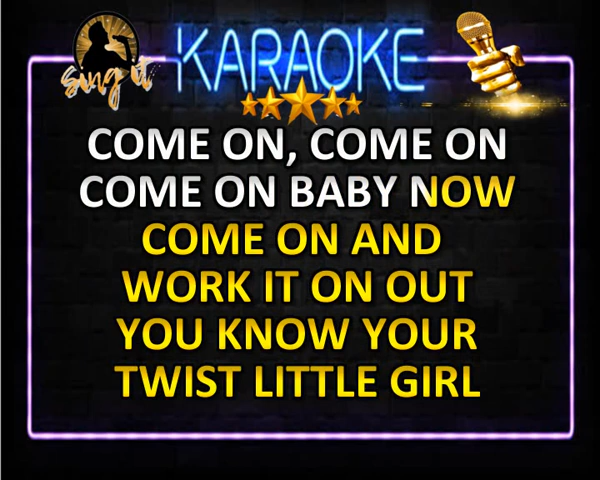 Sing it
KARAOKE
COME ON, COME ON
COME ON BABY NOW
COME ON AND
WORK IT ON OUT
YOU KNOW YOUR
TWIST LITTLE GIRL